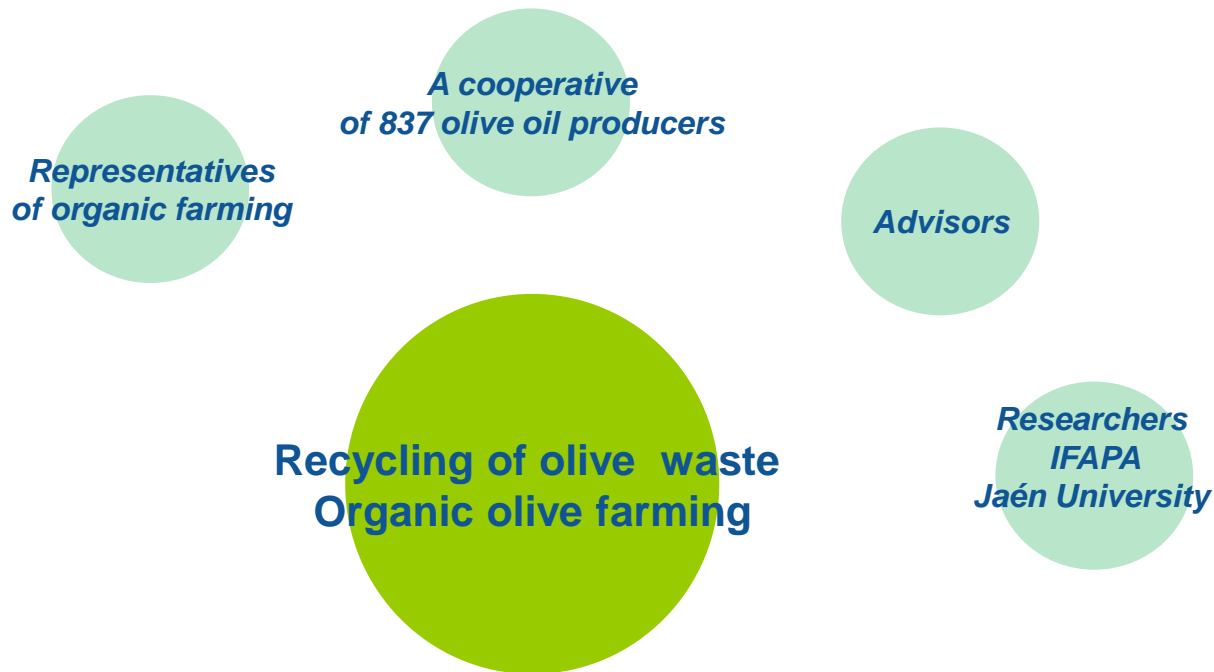 A cooperative
of 837 olive oil producers
Representatives
of organic farming
Advisors
Researchers
IFAPA
Jaén University
Recycling of olive  waste
Organic olive farming